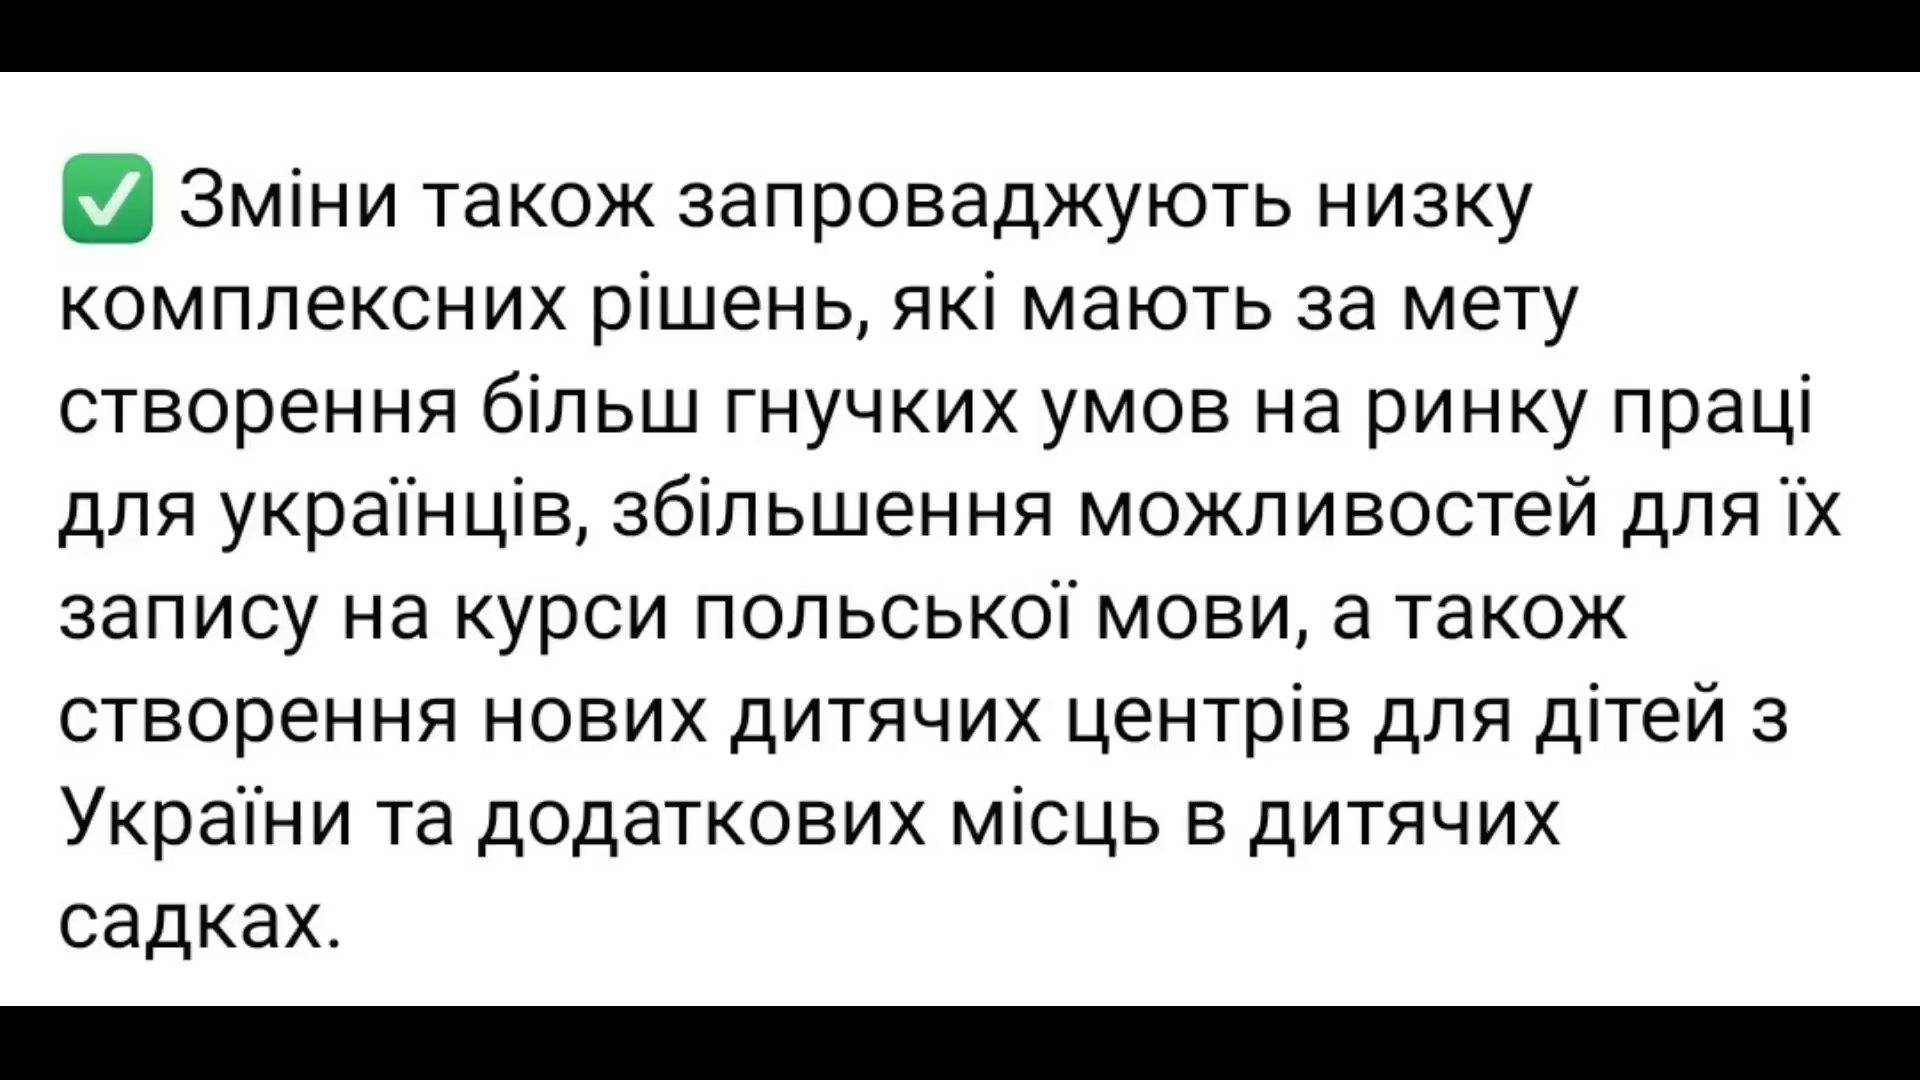 ✅ Зміни також запроваджують низку
комплексних рішень, які мають за мету
створення більш гнучких умов на ринку праці
для українців, збільшення можливостей для їх
запису на курси польської мови, а також
створення нових дитячих центрів для дітей з
України та додаткових місць в дитячих
садках.